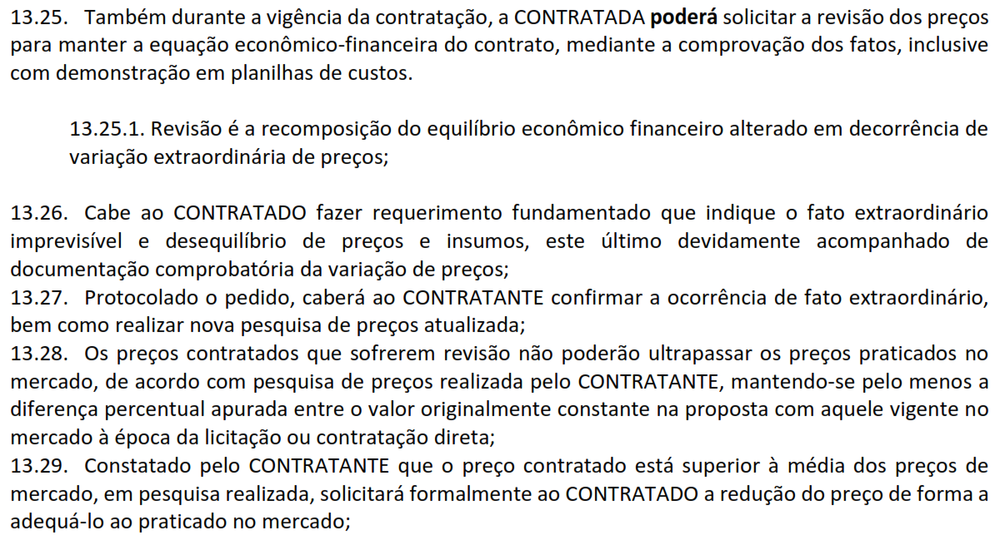 13.25. Também durante a vigência da contratação, a CONTRATADA poderá solicitar a revisão dos preços
para manter a equação econômico-financeira do contrato, mediante a comprovação dos fatos, inclusive
com demonstração em planilhas de custos.
13.25.1. Revisão é a recomposição do equilíbrio econômico financeiro alterado em decorrência de
variação extraordinária de preços;
13.26. Cabe ao CONTRATADO fazer requerimento fundamentado que indique o fato extraordinário
imprevisível e desequilíbrio de preços e insumos, este último devidamente acompanhado de
documentação comprobatória da variação de preços;
13.27. Protocolado o pedido, caberá ao CONTRATANTE confirmar a ocorrência de fato extraordinário,
bem como realizar nova pesquisa de preços atualizada;
13.28. Os preços contratados que sofrerem revisão não poderão ultrapassar os preços praticados no
mercado, de acordo com pesquisa de preços realizada pelo CONTRATANTE, mantendo-se pelo menos a
diferença percentual apurada entre o valor originalmente constante na proposta com aquele vigente no
mercado à época da licitação ou contratação direta;
13.29. Constatado pelo CONTRATANTE que o preço contratado está superior à média dos preços de
mercado, em pesquisa realizada, solicitará formalmente ao CONTRATADO a redução do preço de forma a
adequá-lo ao praticado no mercado;